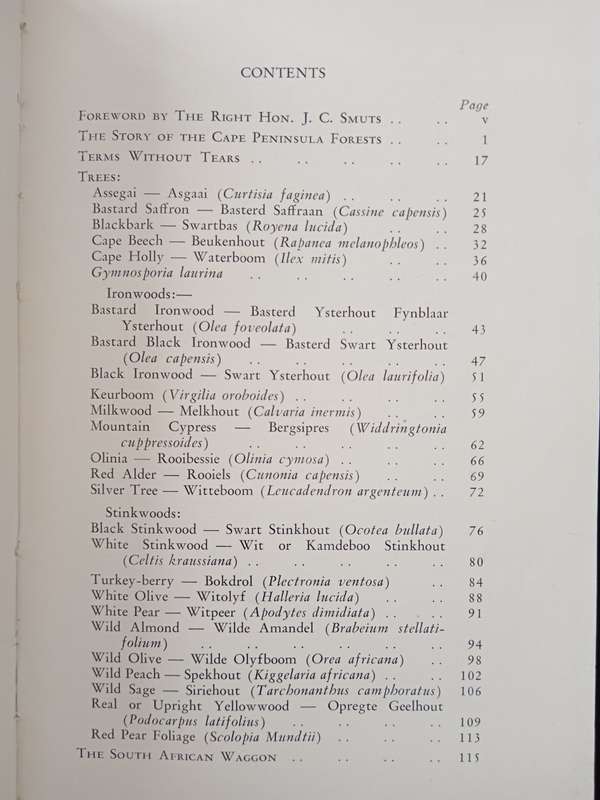 CONTENTS
Page
Foreword by The Right Hon. J. C. Smuts . . . . v
The Story of the Cape Peninsula Forests . . . . 1
Terms Without Tears . . . . . . . . . . 17
Trees:
Assegai — Asgaai (Curtisia faginea) . . . . . . 21
Bastard Saffron — Basterd Saffraan (Cassine capensis) 25
Blackbark — Swartbas (Royena lucida) . . . . 28
Cape Beech — Beukenhout (Rapanea melanophleos) . . 32
Cape Holly — Waterboom (Ilex mitis) . . . . 36
Gymnosporia laurina . . . . . . . . . . 40
Ironwoods:—
Bastard Ironwood — Basterd Ysterhout Fynblaar
Ysterhout (Olea foveolata) . . . . . . 43
Bastard Black Ironwood — Basterd Swart Ysterhout
(Olea capensis) . . . . . . . . . . 47
Black Ironwood — Swart Ysterhout (Olea laurifolia) 51
Keurboom (Virgilia oroboides) . . . . . . . . 55
Milkwood — Melkhout (Calvaria inermis) . . . . 59
Mountain Cypress — Bergsipres (Widdringtonia
cuppressoides) . . . . . . . . . . 62
Olinia — Rooibessie (Olinia cymosa) . . . . . . 66
Red Alder — Rooiels (Cunonia capensis) . . . . 69
Silver Tree — Witteboom (Leucadendron argenteum) . . 72
Stinkwoods:
Black Stinkwood — Swart Stinkhout (Ocotea bullata) 76
White Stinkwood — Wit or Kamdeboo Stinkhout
(Celtis kraussiana) . . . . . . . . . . 80
Turkey-berry — Bokdrol (Plectronia ventosa) . . 84
White Olive — Witolyf (Halleria lucida) . . . . 88
White Pear — Witpeer (Apodytes dimidiata) . . . . 91
Wild Almond — Wilde Amandel (Brabeium stellati-
folium) . . . . . . . . . . . . 94
Wild Olive — Wilde Olyfboom (Orea africana) . . 98
Wild Peach — Spekhout (Kiggelaria africana) . . . . 102
Wild Sage — Siriehout (Tarchonanthus camphoratus) 106
Real or Upright Yellowwood — Opregte Geelhout
(Podocarpus latifolius) . . . . . . . . 109
Red Pear Foliage (Scolopia Mundtii) . . . . . . 113
The South African Waggon . . . . . . . . 115